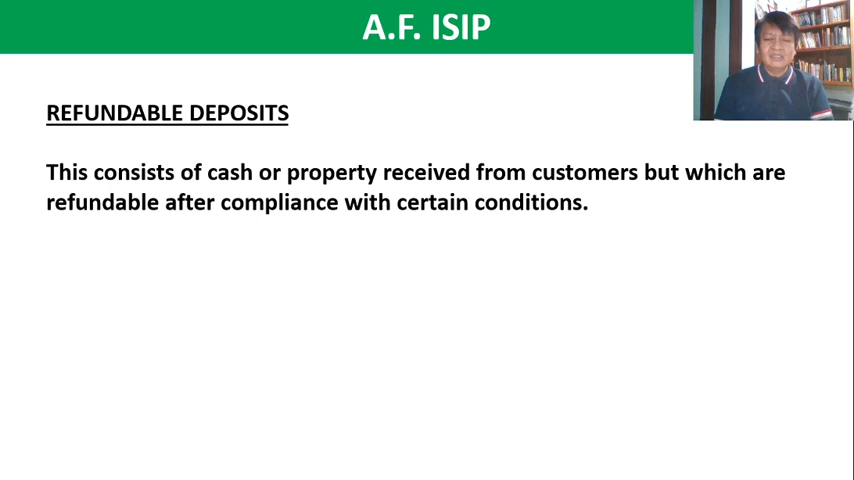 A.F. ISIP
REFUNDABLE DEPOSITS
This consists of cash or property received from customers but which are
refundable after compliance with certain conditions.